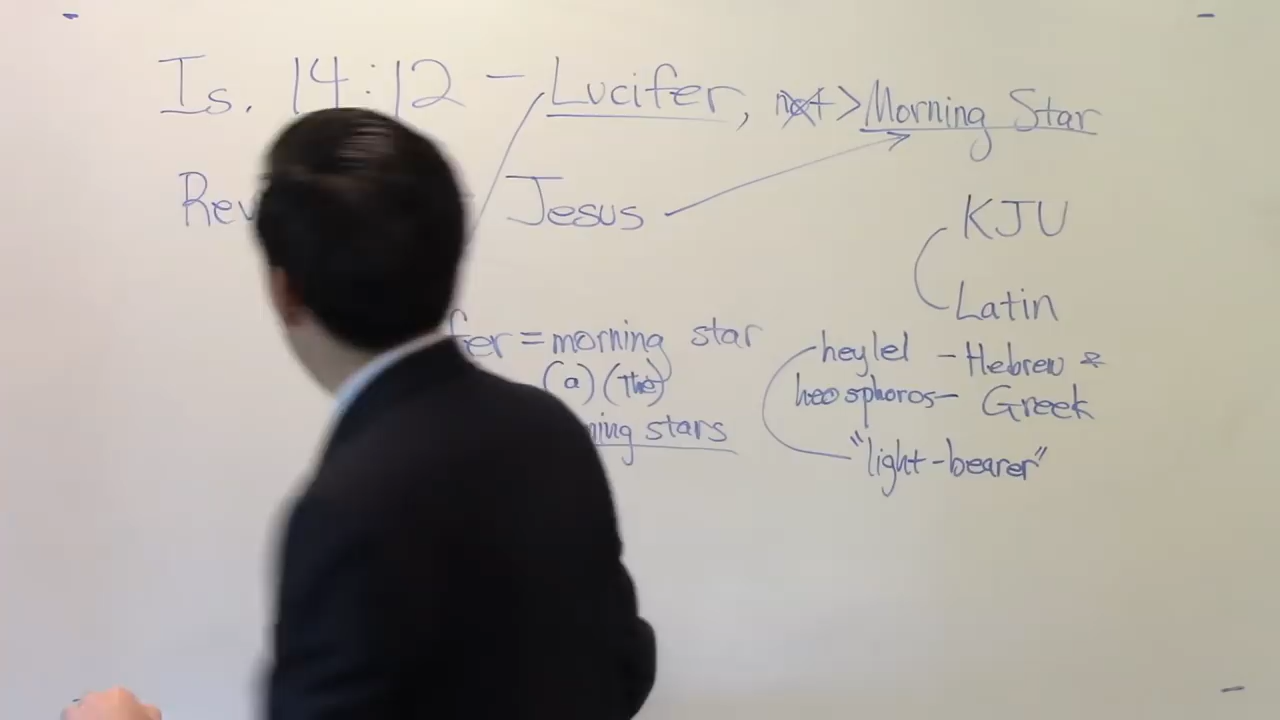 Is. 14:12 – Lucifer, not > Morning Star
Rev Jesus
KJV
Latin
fer = morning star
(a) (the)
ning stars
heylel – Hebrew &
heosphoros – Greek
"light-bearer"